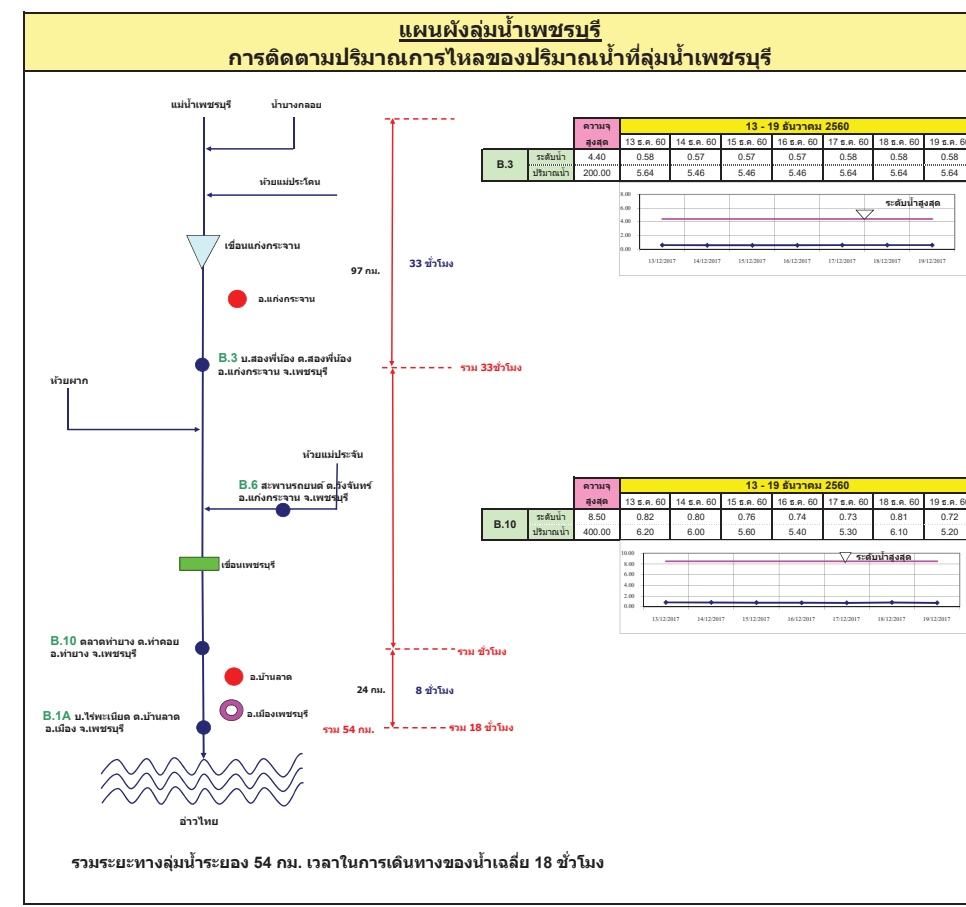 แผนผังลุ่มน้ำเพชรบุรี
การติดตามปริมาณการไหลของปริมาณน้ำที่ลุ่มน้ำเพชรบุรี
แม่น้ำเพชรบุรี น้ำบางกลอย
ห้วยแม่ประโดน
เขื่อนแก่งกระจาน
97 กม. 33 ชั่วโมง
อ.แก่งกระจาน
B.3 บ.สองพี่น้อง ต.สองพี่น้อง
อ.แก่งกระจาน จ.เพชรบุรี
รวม 33ชั่วโมง
ห้วยผาก
ห้วยแม่ประจัน
B.6 สะพานรถยนต์ ต.วังจันทร์
อ.แก่งกระจาน จ.เพชรบุรี
เขื่อนเพชรบุรี
B.10 ตลาดท่ายาง ต.ท่าคอย
อ.ท่ายาง จ.เพชรบุรี
รวม ชั่วโมง
อ.บ้านลาด
24 กม. 8 ชั่วโมง
อ.เมืองเพชรบุรี
B.1A บ.ไร่พะเนียด ต.บ้านลาด
อ.เมือง จ.เพชรบุรี
รวม 54 กม. รวม 18 ชั่วโมง
อ่าวไทย
รวมระยะทางลุ่มน้ำระยอง 54 กม. เวลาในการเดินทางของน้ำเฉลี่ย 18 ชั่วโมง
ความจุ 13 - 19 ธันวาคม 2560
สูงสุด 13 ธ.ค. 60 14 ธ.ค. 60 15 ธ.ค. 60 16 ธ.ค. 60 17 ธ.ค. 60 18 ธ.ค. 60 19 ธ.ค. 60
B.3 ระดับน้ำ 4.40 0.58 0.57 0.57 0.57 0.58 0.58 0.58
ปริมาณน้ำ 200.00 5.64 5.46 5.46 5.46 5.64 5.64 5.64
8.00
ระดับน้ำสูงสุด
6.00
4.00
2.00
0.00
13/12/2017 14/12/2017 15/12/2017 16/12/2017 17/12/2017 18/12/2017 19/12/2017
ความจุ 13 - 19 ธันวาคม 2560
สูงสุด 13 ธ.ค. 60 14 ธ.ค. 60 15 ธ.ค. 60 16 ธ.ค. 60 17 ธ.ค. 60 18 ธ.ค. 60 19 ธ.ค. 60
B.10 ระดับน้ำ 8.50 0.82 0.80 0.76 0.74 0.73 0.81 0.72
ปริมาณน้ำ 400.00 6.20 6.00 5.60 5.40 5.30 6.10 5.20
10.00
ระดับน้ำสูงสุด
8.00
6.00
4.00
2.00
0.00
13/12/2017 14/12/2017 15/12/2017 16/12/2017 17/12/2017 18/12/2017 19/12/2017